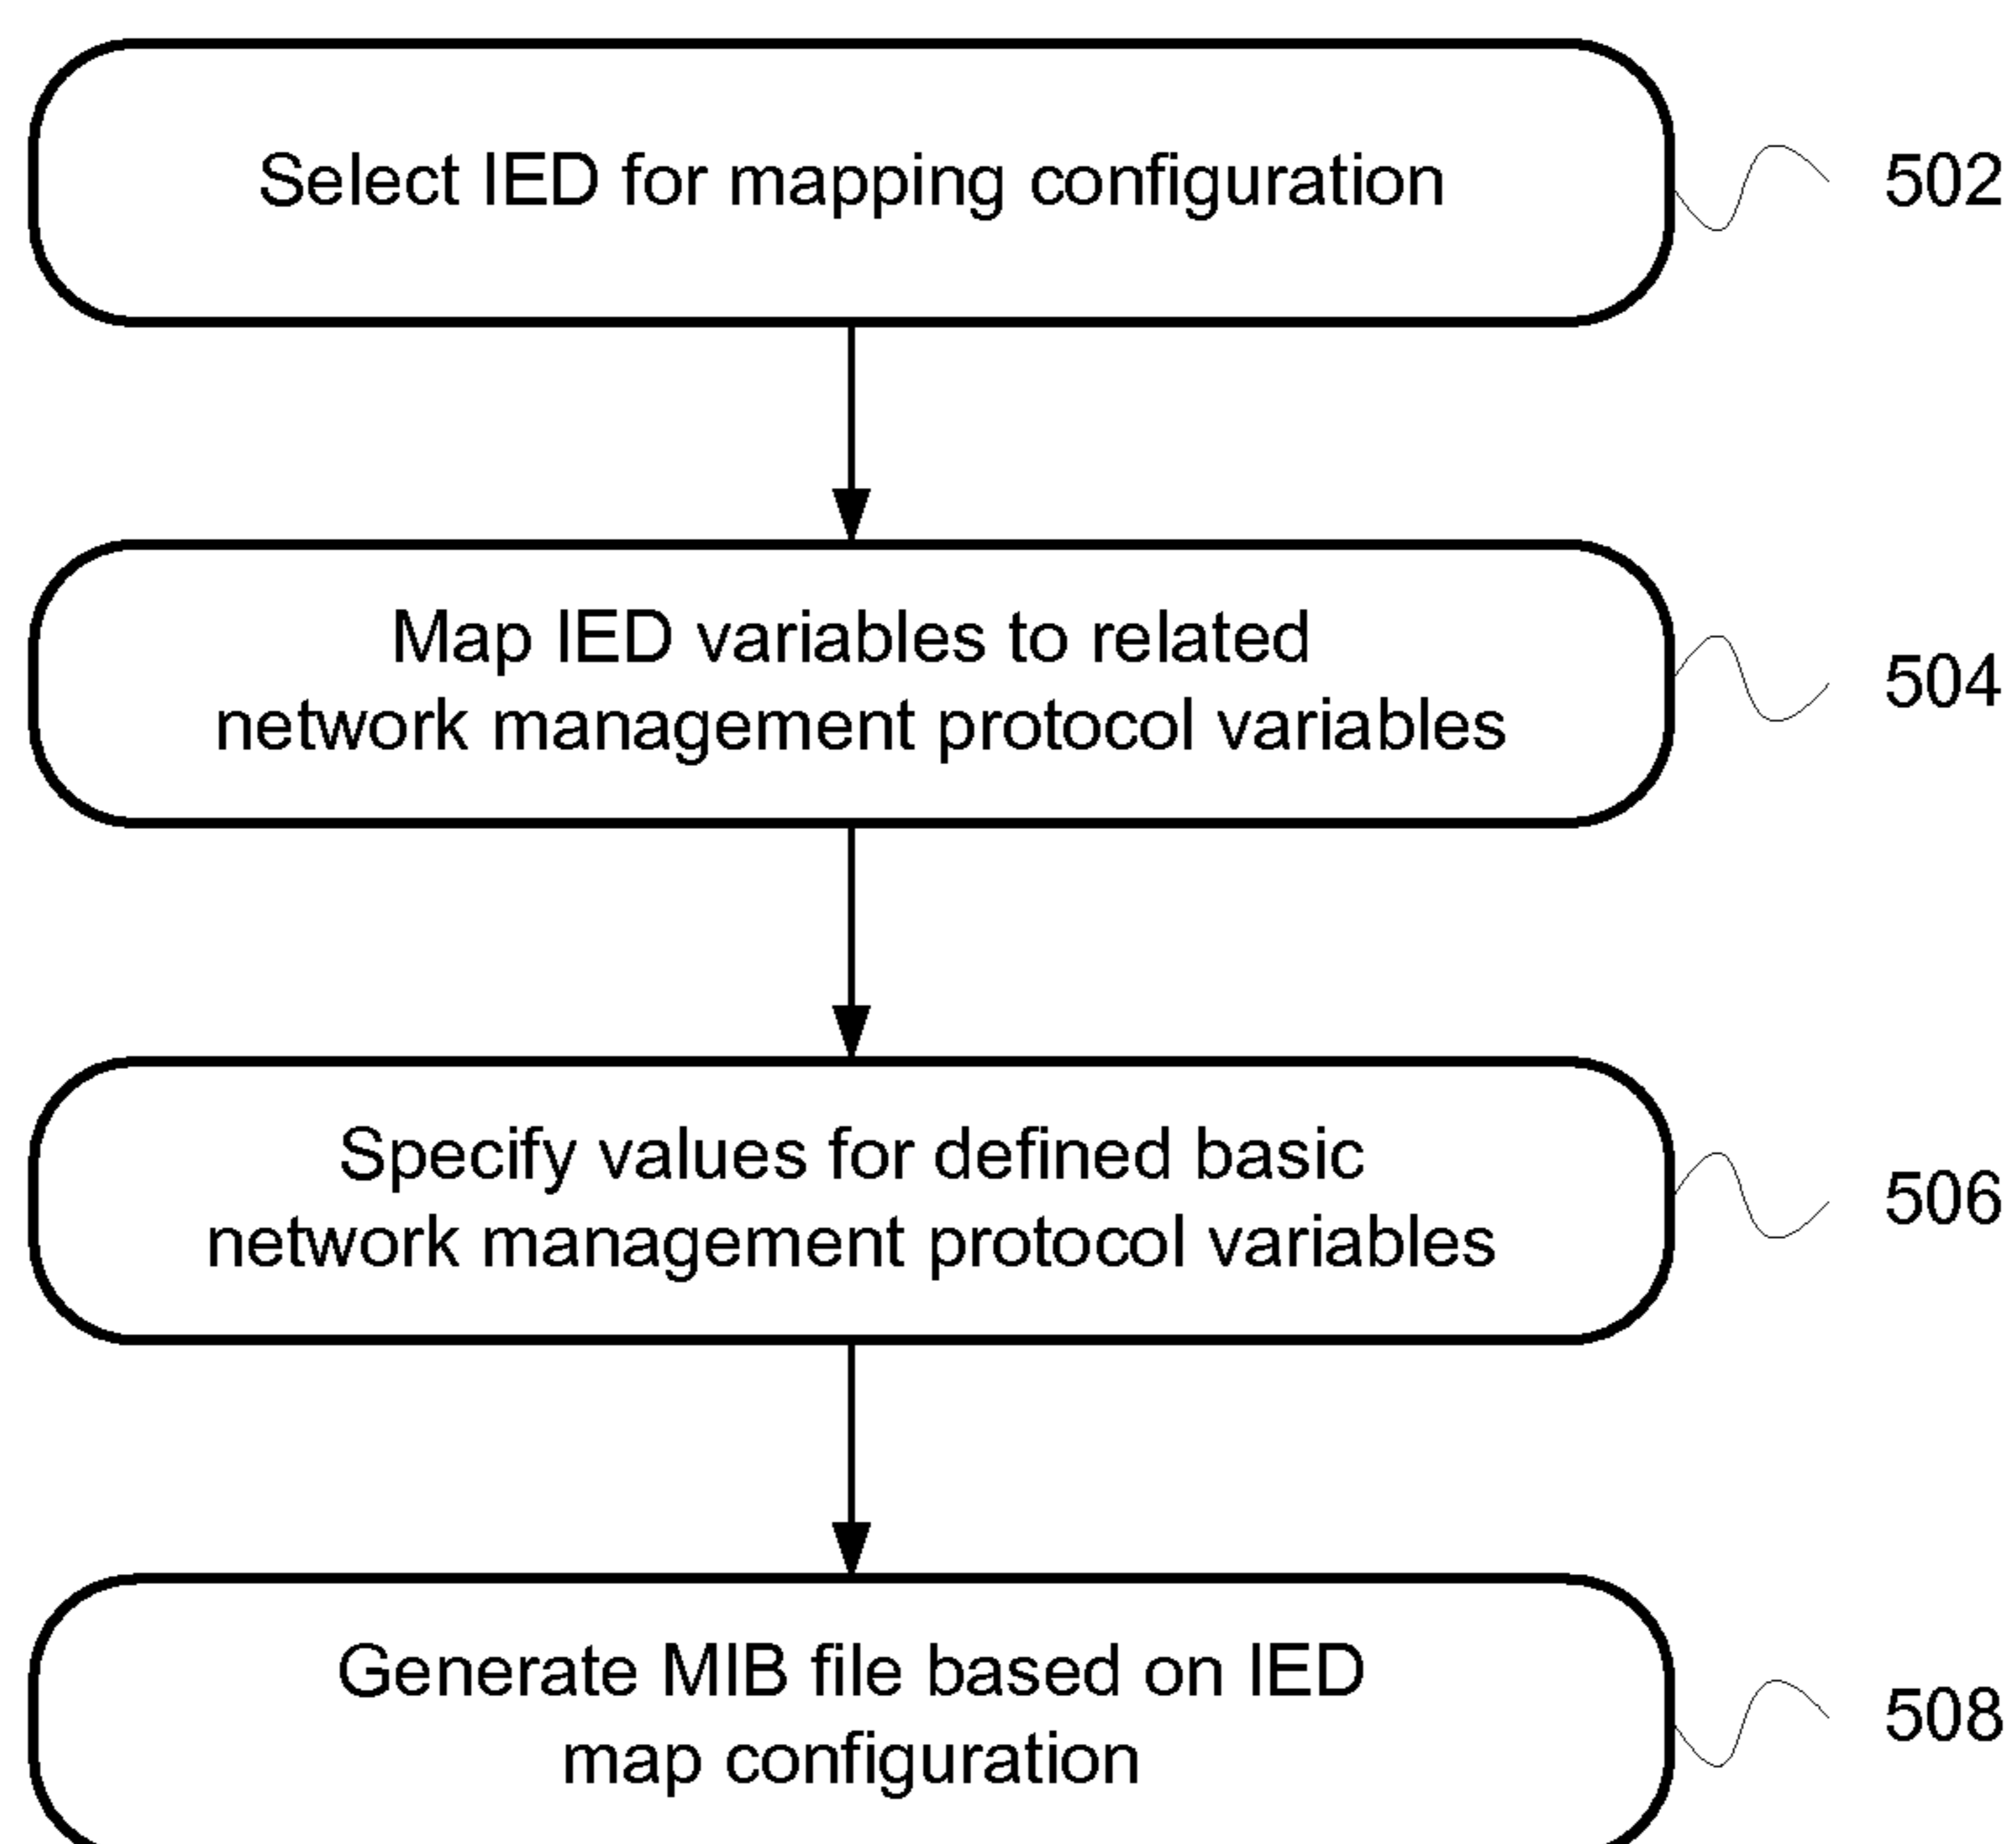 Select IED for mapping configuration
502
Map IED variables to related
network management protocol variables
504
Specify values for defined basic
network management protocol variables
506
Generate MIB file based on IED
map configuration
508